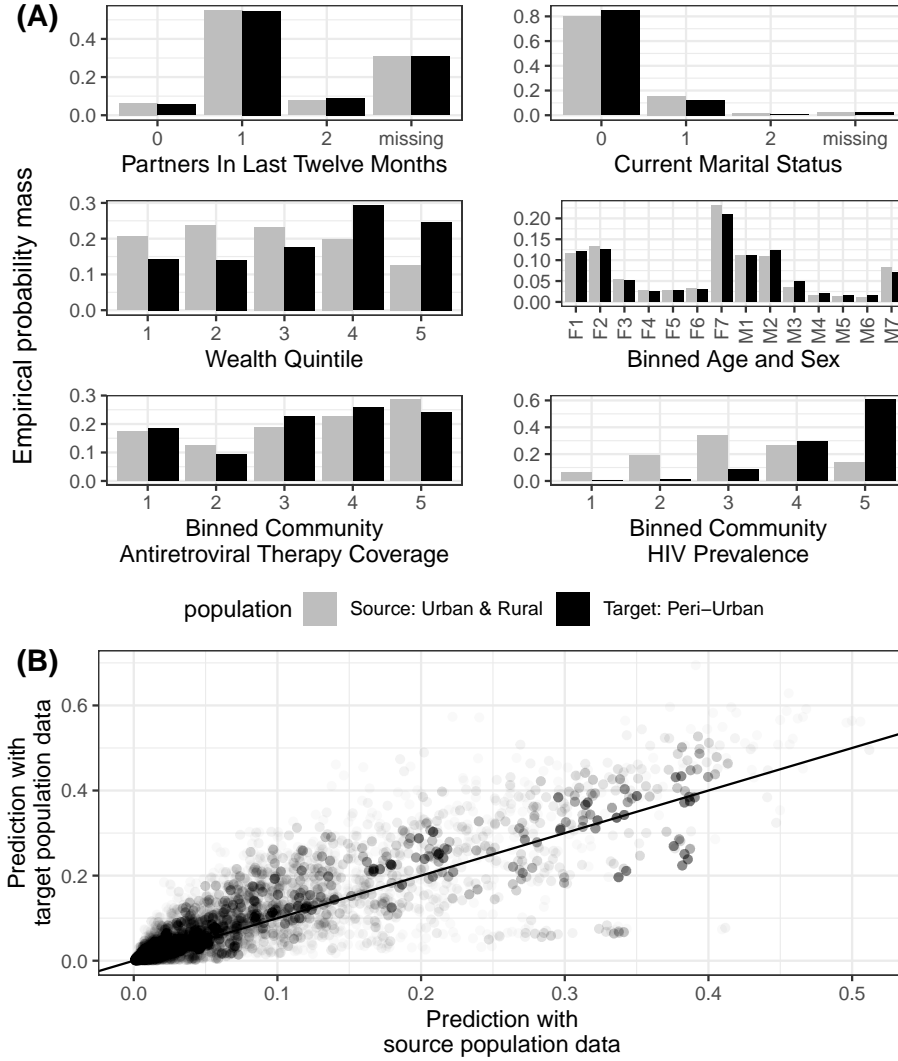 (A)
Empirical probability mass
0.4
0.2
0.0
0
1
2
missing
Partners In Last Twelve Months
0.8
0.6
0.4
0.2
0.0
0
1
2
missing
Current Marital Status
0.3
0.2
0.1
0.0
1
2
3
4
5
Wealth Quintile
0.20
0.15
0.10
0.05
0.00
F1
F2
F3
F4
F5
F6
F7
M1
M2
M3
M4
M5
M6
M7
Binned Age and Sex
0.3
0.2
0.1
0.0
1
2
3
4
5
Binned Community
Antiretroviral Therapy Coverage
0.6
0.4
0.2
0.0
1
2
3
4
5
Binned Community
HIV Prevalence
population
Source: Urban & Rural
Target: Peri−Urban
(B)
Prediction with
target population data
0.6
0.4
0.2
0.0
0.0
0.1
0.2
0.3
0.4
0.5
Prediction with
source population data